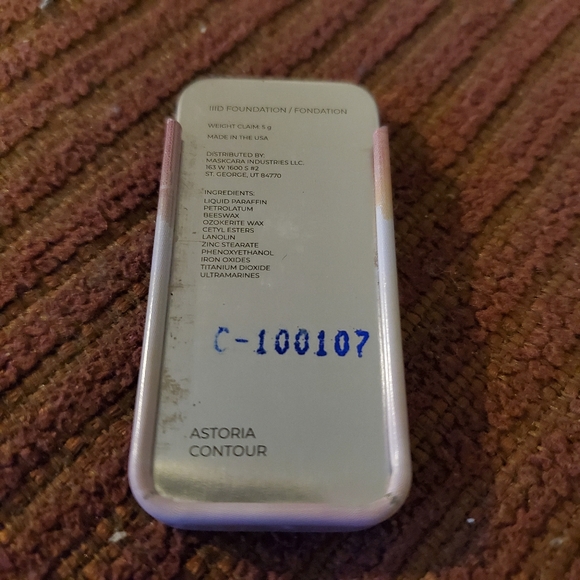 IIID FOUNDATION / FONDATION
WEIGHT CLAIM: 5 g
MADE IN THE USA
DISTRIBUTED BY:
MASKCARA INDUSTRIES LLC.
163 W 1600 S #2
ST. GEORGE, UT 84770
INGREDIENTS:
LIQUID PARAFFIN
PETROLATUM
BEESWAX
OZOKERITE WAX
CETYL ESTERS
LANOLIN
ZINC STEARATE
PHENOXYETHANOL
IRON OXIDES
TITANIUM DIOXIDE
ULTRAMARINES
C-100107
ASTORIA
CONTOUR